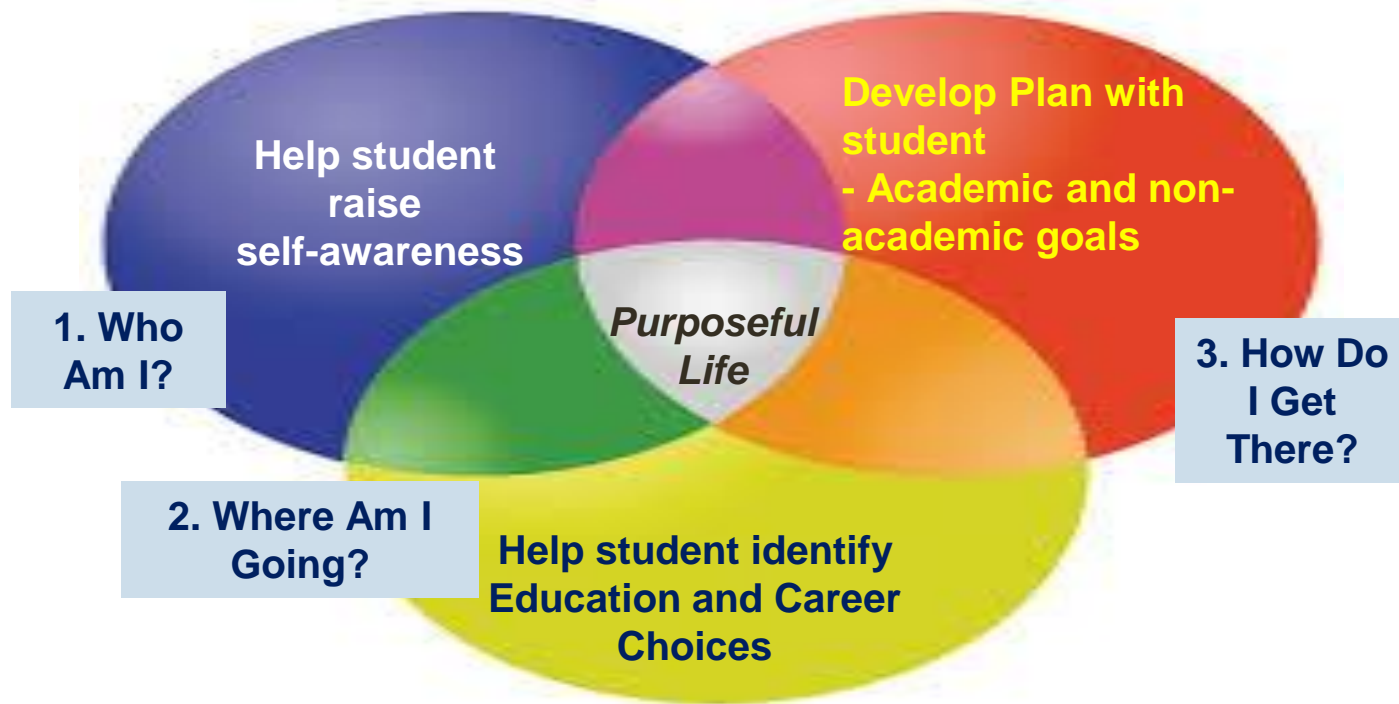 Help student
raise
self-awareness
Develop Plan with
student
- Academic and non-
academic goals
1. Who
Am I?
Purposeful
Life
3. How Do
I Get
There?
2. Where Am I
Going?
Help student identify
Education and Career
Choices